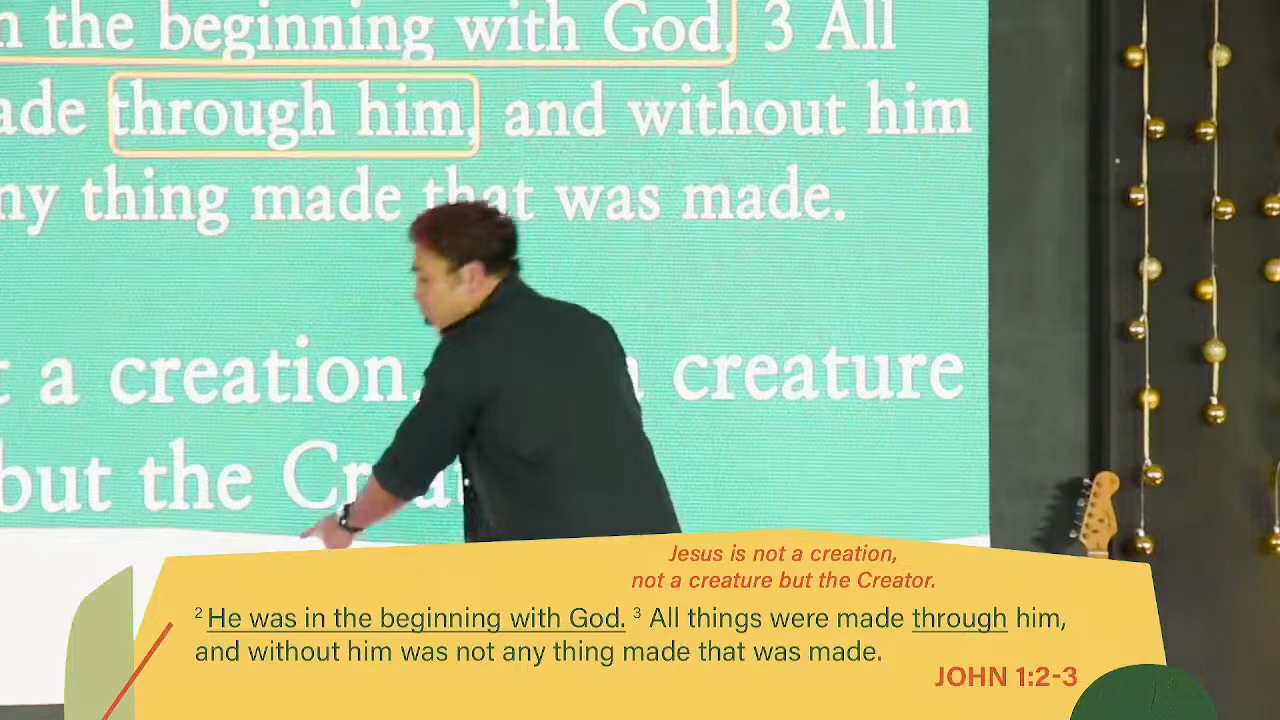 n the beginning with God. 3 All
ade through him, and without him
ny thing made that was made.
a creation, a creature
but the Creat
Jesus is not a creation,
not a creature but the Creator.
2 He was in the beginning with God. 3 All things were made through him,
and without him was not any thing made that was made.
JOHN 1:2-3